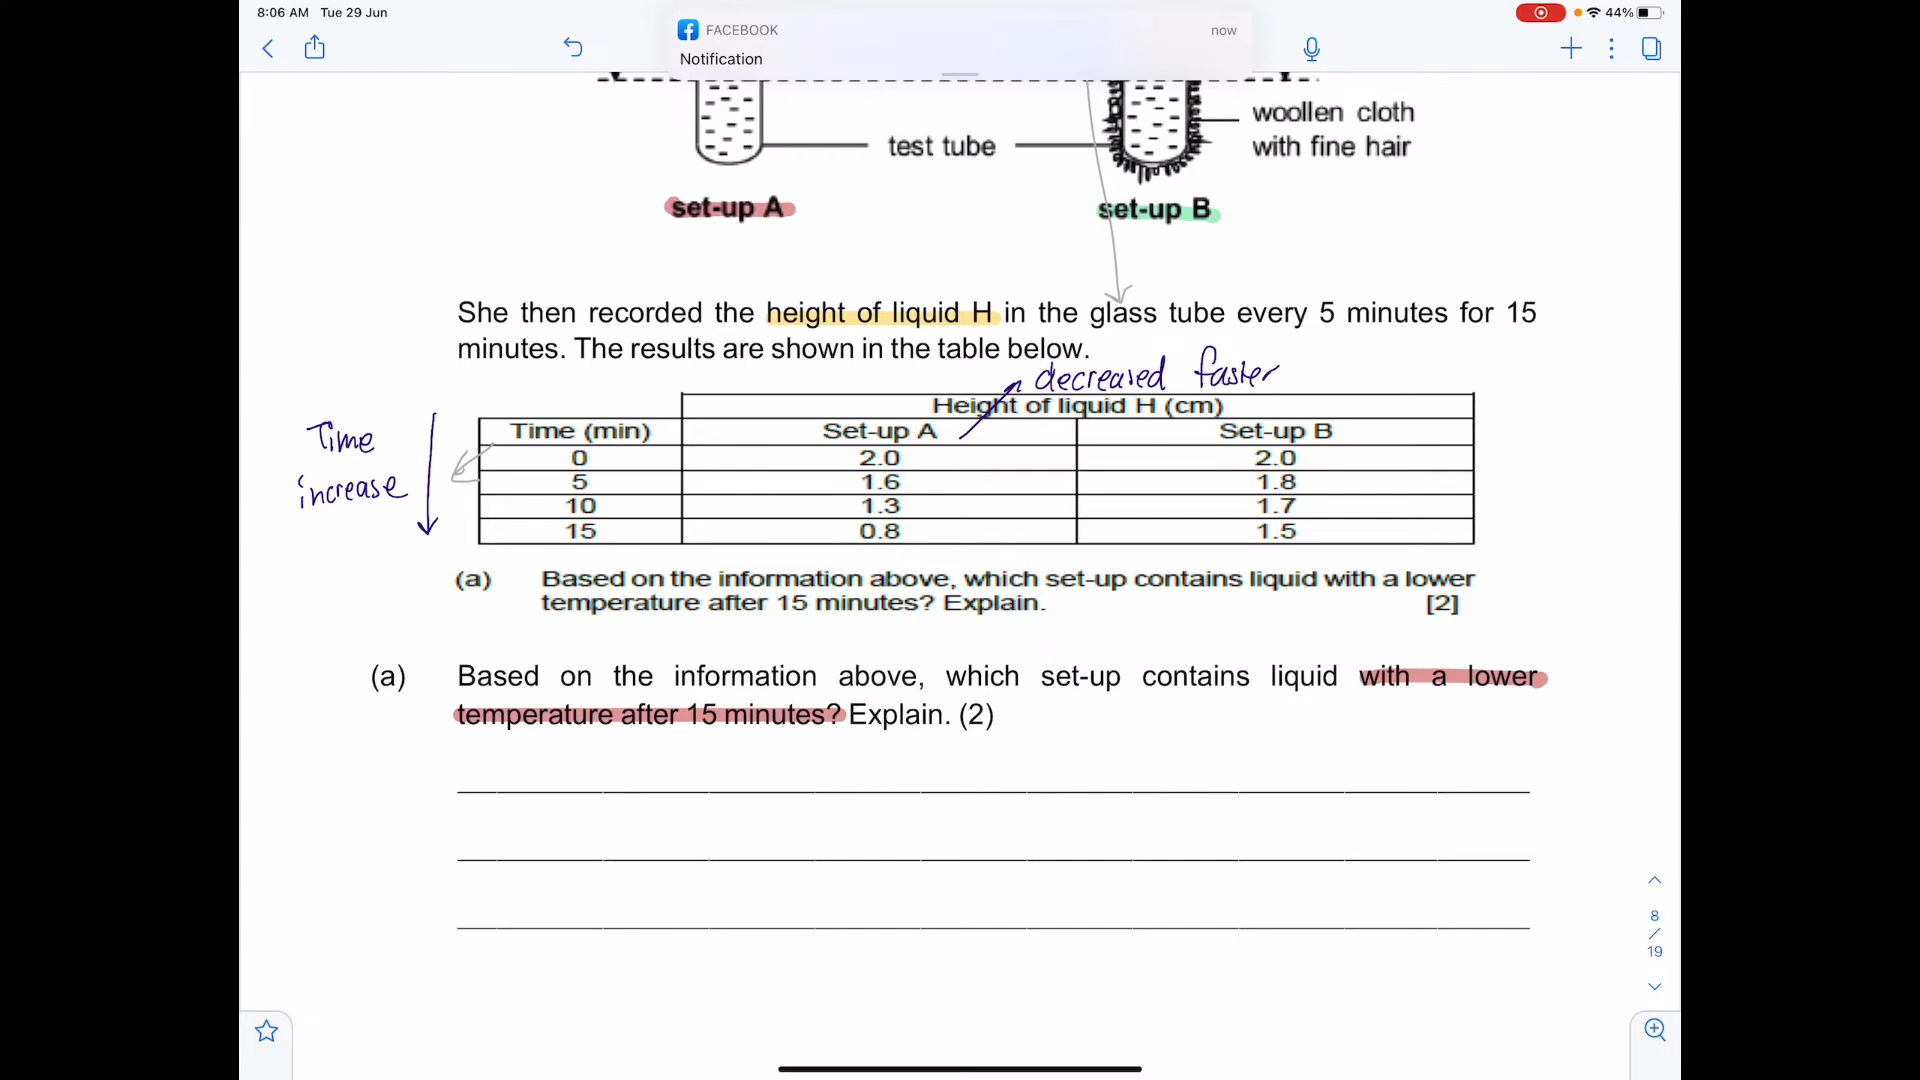 8:06 AM Tue 29 Jun
44%
FACEBOOK
now
Notification
test tube
woollen cloth
with fine hair
set-up A
set-up B
She then recorded the height of liquid H in the glass tube every 5 minutes for 15
minutes. The results are shown in the table below.
decreased faster
Time
increase
Height of liquid H (cm)
Time (min) Set-up A Set-up B
0 2.0 2.0
5 1.6 1.8
10 1.3 1.7
15 0.8 1.5
(a) Based on the information above, which set-up contains liquid with a lower
temperature after 15 minutes? Explain. [2]
(a) Based on the information above, which set-up contains liquid with a lower
temperature after 15 minutes? Explain. (2)
8
/
19